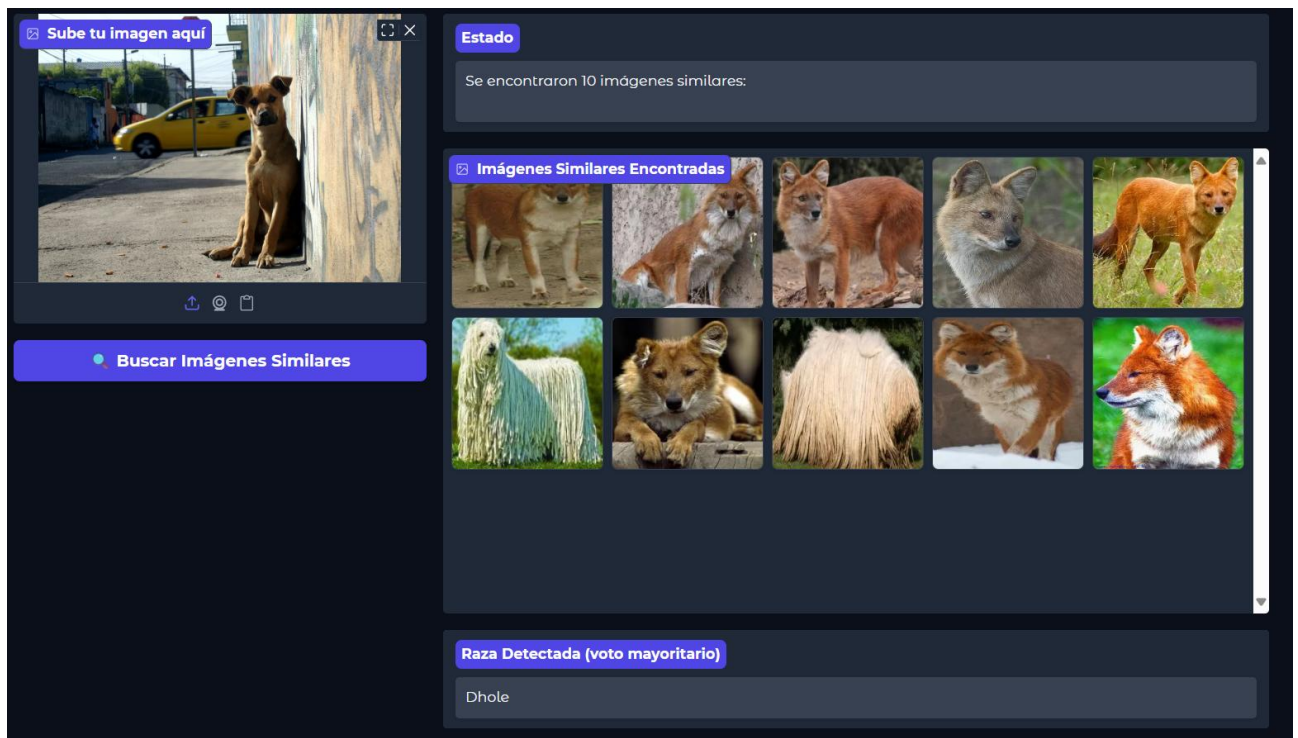 Sube tu imagen aquí
Buscar Imágenes Similares
Estado
Se encontraron 10 imágenes similares:
Imágenes Similares Encontradas
Raza Detectada (voto mayoritario)
Dhole